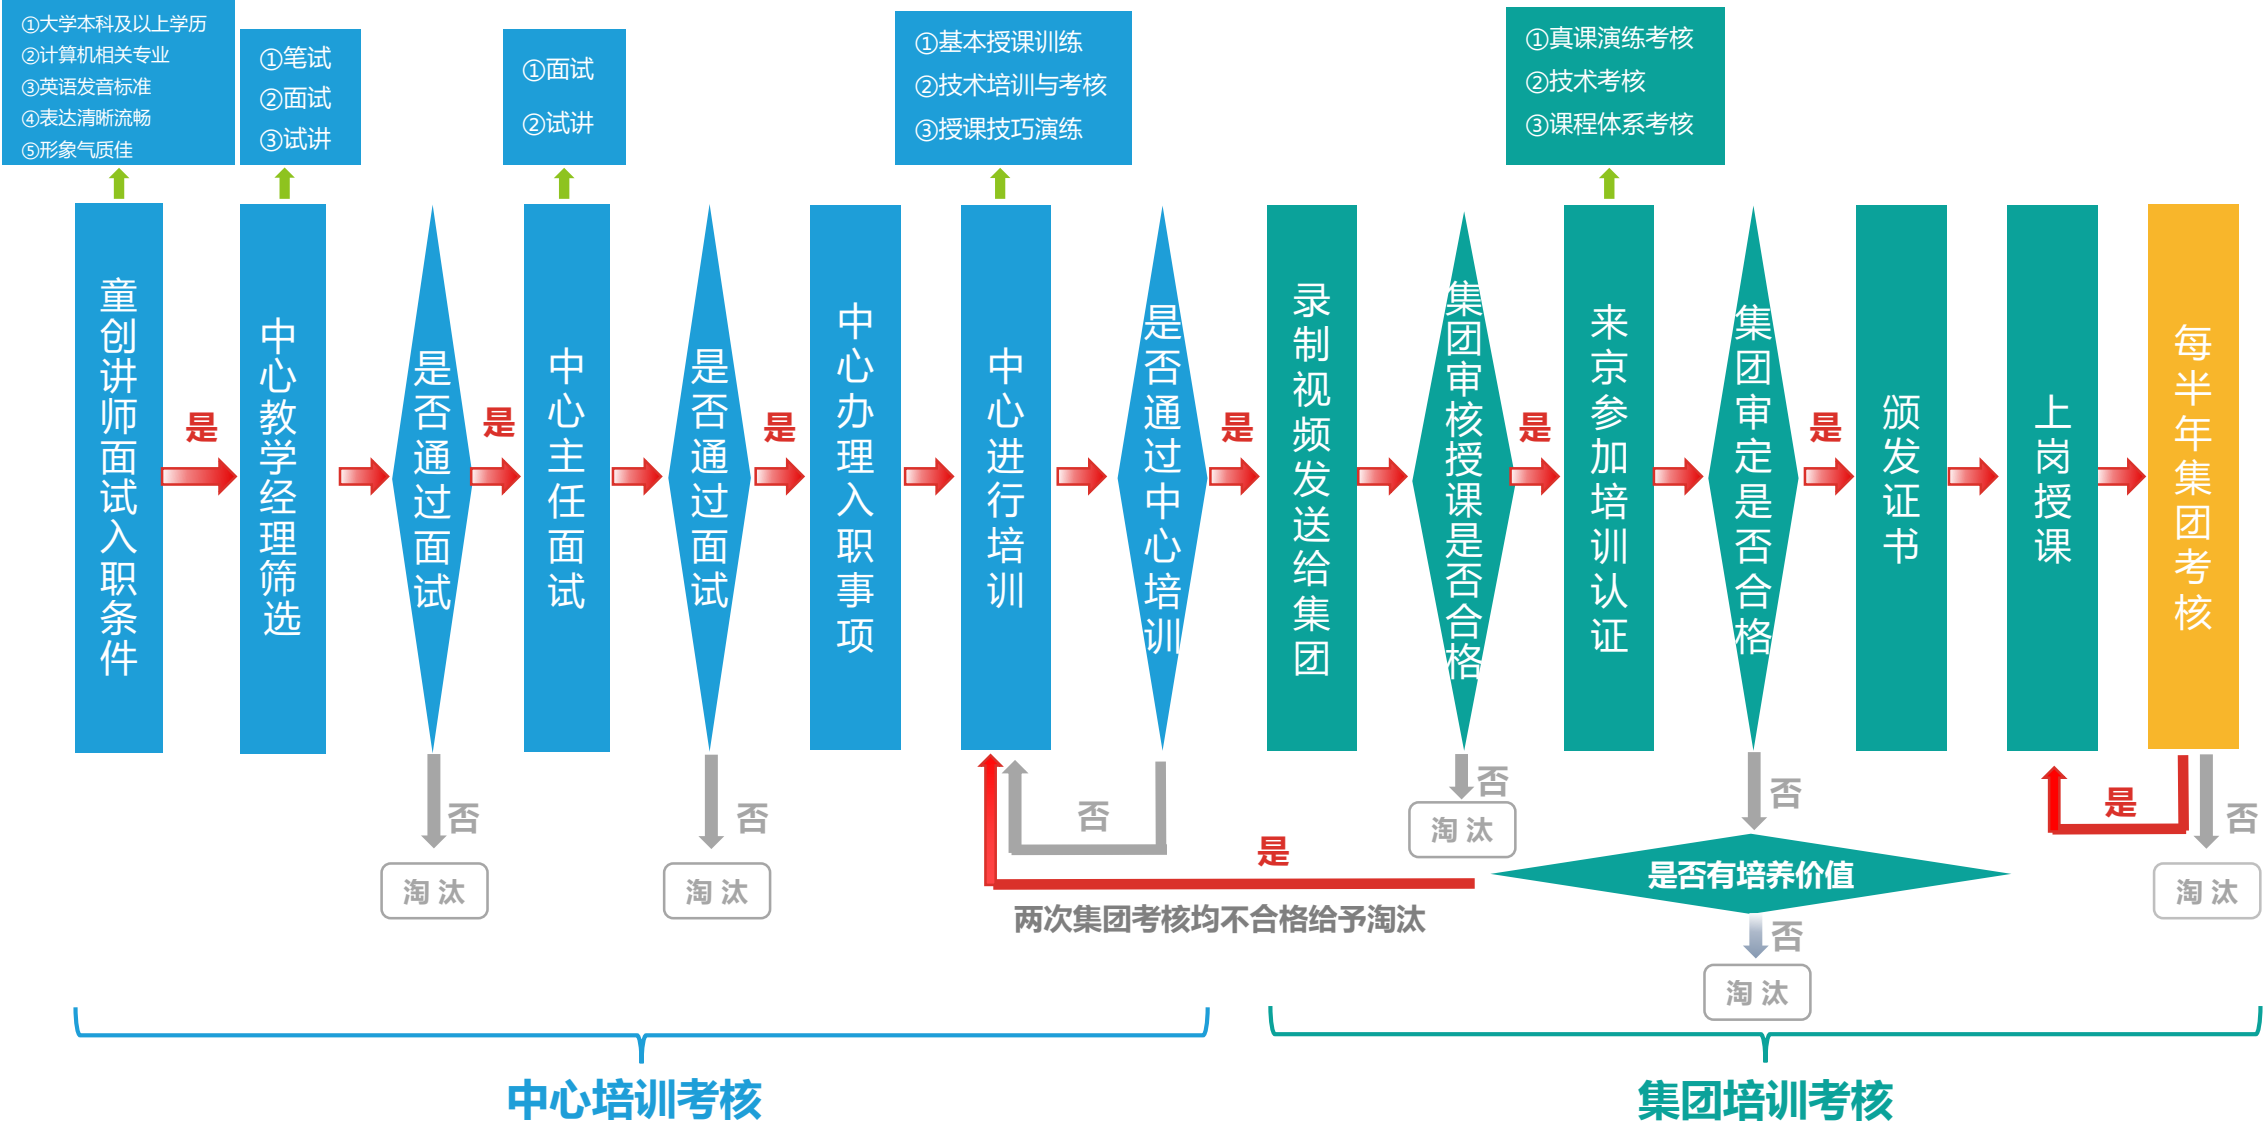 ①大学本科及以上学历
②计算机相关专业
③英语发音标准
④表达清晰流畅
⑤形象气质佳
①笔试
②面试
③试讲
①面试
②试讲
①基本授课训练
②技术培训与考核
③授课技巧演练
①真课演练考核
②技术考核
③课程体系考核
童创讲师面试入职条件
是
中心教学经理筛选
是否通过面试
是
中心主任面试
是否通过面试
是
中心办理入职事项
中心进行培训
是否通过中心培训
是
录制视频发送给集团
集团审核授课是否合格
是
来京参加培训认证
集团审定是否合格
是
颁发证书
上岗授课
每半年集团考核
否
淘 汰
否
淘 汰
否
否
淘 汰
否
是
否
淘 汰
是
是否有培养价值
两次集团考核均不合格给予淘汰
否
淘 汰
中心培训考核
集团培训考核